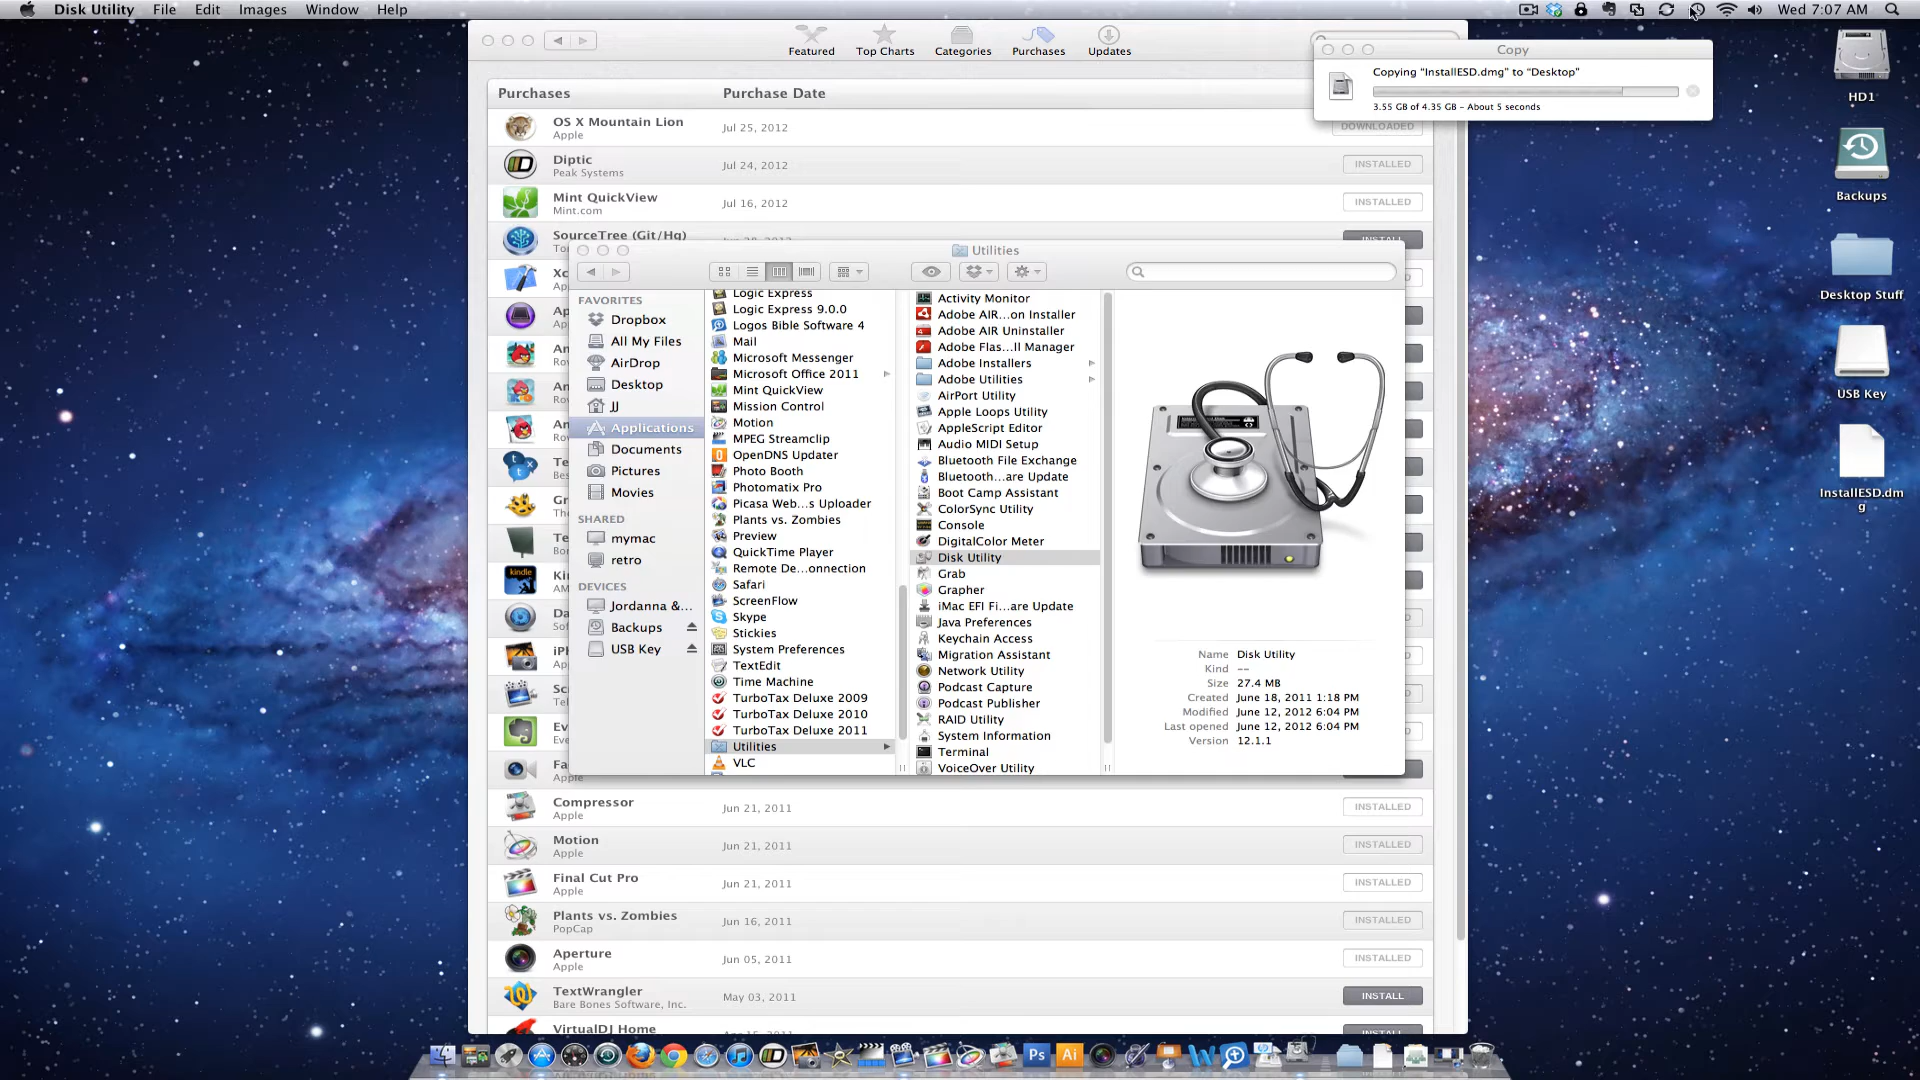 Disk Utility File Edit Images Window Help
Wed 7:07 AM
Featured Top Charts Categories Purchases Updates
Copy
Copying "InstallESD.dmg" to "Desktop"
3.55 GB of 4.35 GB – About 5 seconds
HD1
Backups
Desktop Stuff
USB Key
InstallESD.dm
g
Purchases Purchase Date
OS X Mountain Lion
Apple
Jul 25, 2012
DOWNLOADED
Diptic
Peak Systems
Jul 24, 2012
INSTALLED
Mint QuickView
Mint.com
Jul 16, 2012
INSTALLED
SourceTree (Git/Hg)
INSTALL
Utilities
FAVORITES
Dropbox
All My Files
AirDrop
Desktop
JJ
Applications
Documents
Pictures
Movies
SHARED
mymac
retro
DEVICES
Jordanna &...
Backups
USB Key
Logic Express
Logic Express 9.0.0
Logos Bible Software 4
Mail
Microsoft Messenger
Microsoft Office 2011
Mint QuickView
Mission Control
Motion
MPEG Streamclip
OpenDNS Updater
Photo Booth
Photomatix Pro
Picasa Web...s Uploader
Plants vs. Zombies
Preview
QuickTime Player
Remote De...onnection
Safari
ScreenFlow
Skype
Stickies
System Preferences
TextEdit
Time Machine
TurboTax Deluxe 2009
TurboTax Deluxe 2010
TurboTax Deluxe 2011
Utilities
VLC
Activity Monitor
Adobe AIR...on Installer
Adobe AIR Uninstaller
Adobe Flas...ll Manager
Adobe Installers
Adobe Utilities
AirPort Utility
Apple Loops Utility
AppleScript Editor
Audio MIDI Setup
Bluetooth File Exchange
Bluetooth...are Update
Boot Camp Assistant
ColorSync Utility
Console
DigitalColor Meter
Disk Utility
Grab
Grapher
iMac EFI Fi...are Update
Java Preferences
Keychain Access
Migration Assistant
Network Utility
Podcast Capture
Podcast Publisher
RAID Utility
System Information
Terminal
VoiceOver Utility
Name Disk Utility
Kind --
Size 27.4 MB
Created June 18, 2011 1:18 PM
Modified June 12, 2012 6:04 PM
Last opened June 12, 2012 6:04 PM
Version 12.1.1
Apple
Compressor
Apple
Jun 21, 2011
INSTALLED
Motion
Apple
Jun 21, 2011
INSTALLED
Final Cut Pro
Apple
Jun 21, 2011
INSTALLED
Plants vs. Zombies
PopCap
Jun 16, 2011
INSTALLED
Aperture
Apple
Jun 05, 2011
INSTALLED
TextWrangler
Bare Bones Software, Inc.
May 03, 2011
INSTALL
VirtualDJ Home
INSTALL
Ps Ai